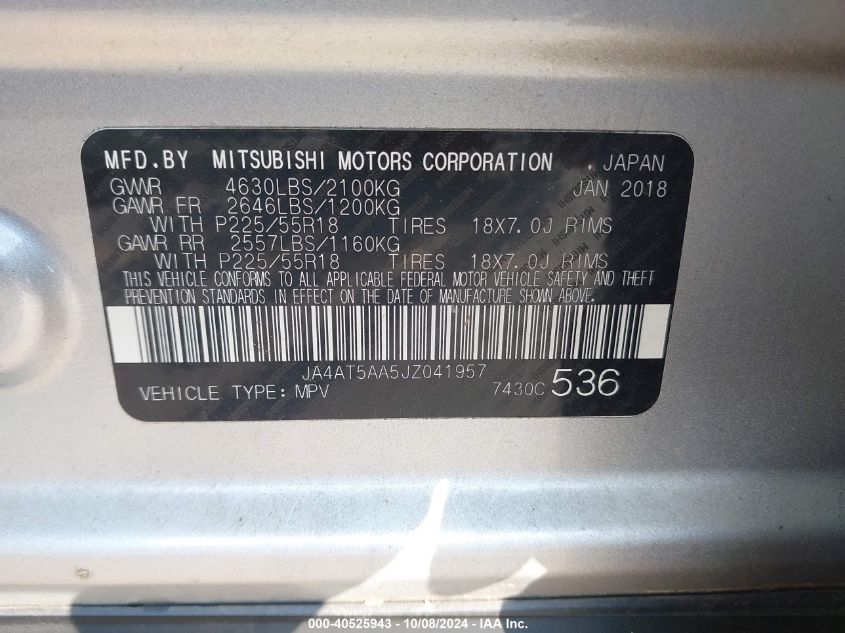 MFD.BY MITSUBISHI MOTORS CORPORATION , JAPAN
GVWR 4630LBS/2100KG JAN 2018
GAWR FR 2646LBS/1200KG
WITH P225/55R18 TIRES 18X7.0J RIMS
GAWR RR 2557LBS/1160KG
WITH P225/55R18 TIRES 18X7.0J RIMS
THIS VEHICLE CONFORMS TO ALL APPLICABLE FEDERAL MOTOR VEHICLE SAFETY AND THEFT
PREVENTION STANDARDS IN EFFECT ON THE DATE OF MANUFACTURE SHOWN ABOVE.
JA4AT5AA5JZ041957
VEHICLE TYPE: MPV 7430C 536
000-40525943 - 10/08/2024 - IAA Inc.